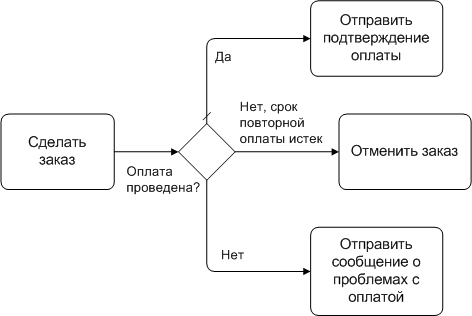 Отправить
подтверждение
оплаты
Да
Нет, срок
повторной
оплаты истек
Сделать
заказ
Отменить заказ
Оплата
проведена?
Нет
Отправить
сообщение о
проблемах с
оплатой